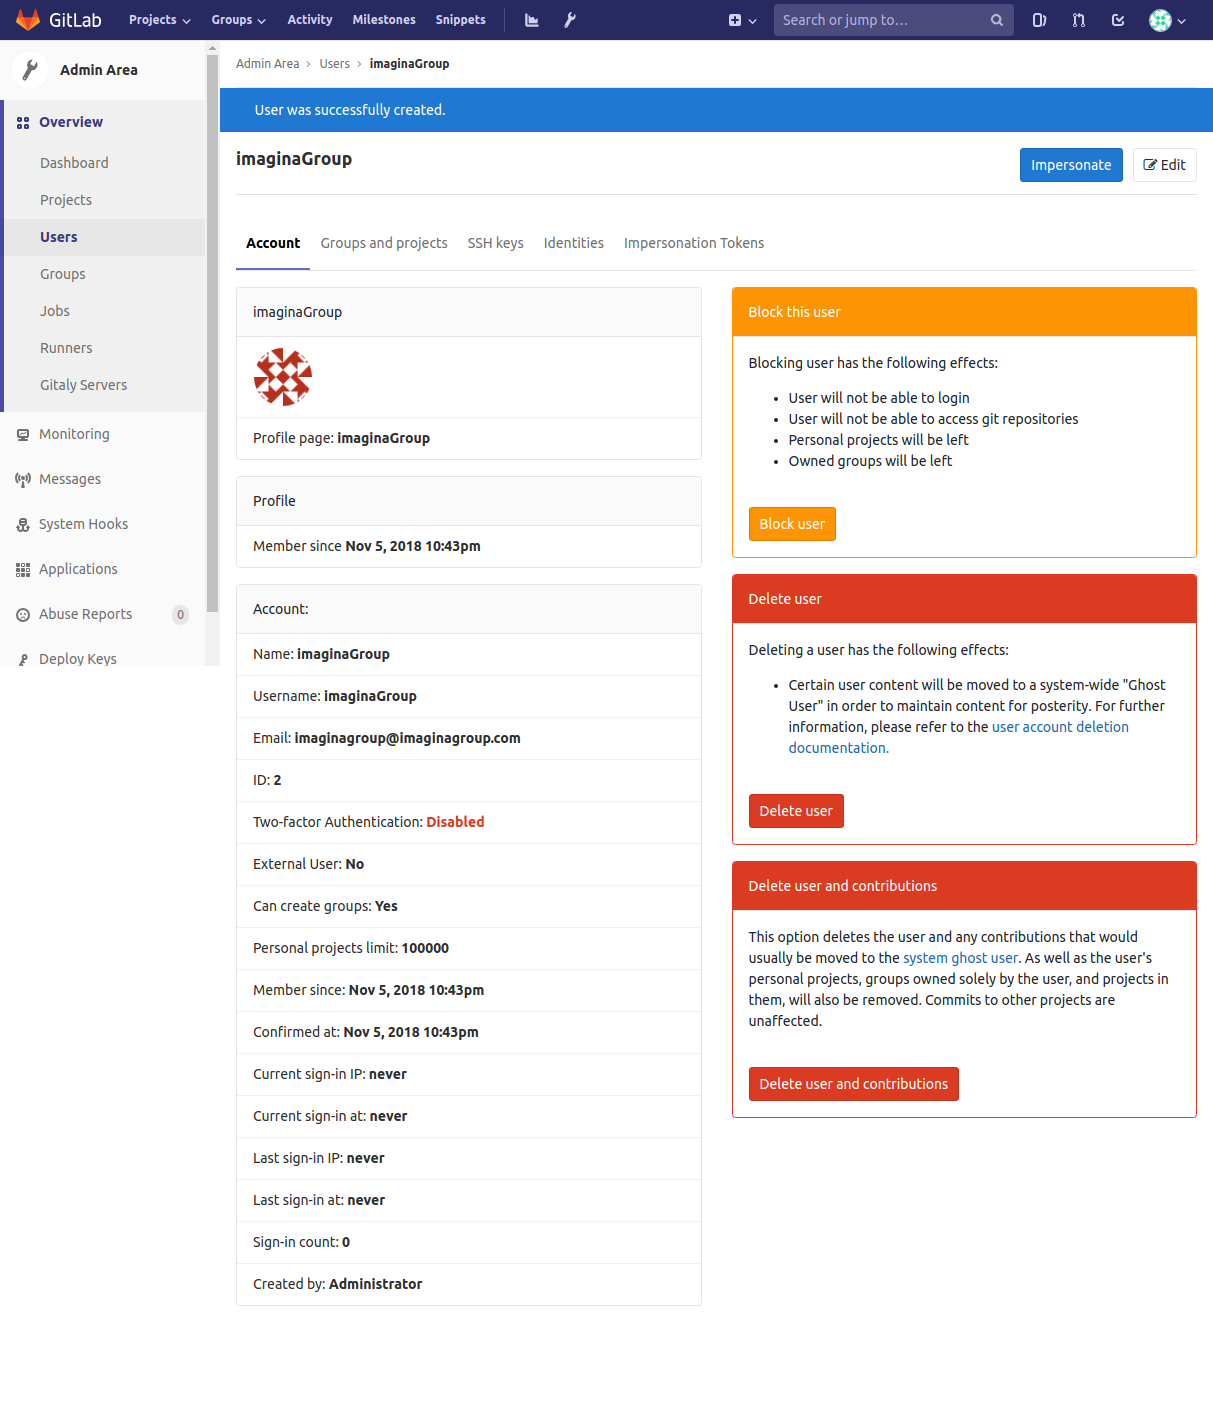 GitLab Projects Groups Activity Milestones Snippets Search or jump to…
Admin Area
Overview
Dashboard
Projects
Users
Groups
Jobs
Runners
Gitaly Servers
Monitoring
Messages
System Hooks
Applications
Abuse Reports 0
Deploy Keys
Admin Area › Users › imaginaGroup
User was successfully created.
imaginaGroup
Impersonate Edit
Account Groups and projects SSH keys Identities Impersonation Tokens
imaginaGroup
Profile page: imaginaGroup
Profile
Member since Nov 5, 2018 10:43pm
Account:
Name: imaginaGroup
Username: imaginaGroup
Email: imaginagroup@imaginagroup.com
ID: 2
Two-factor Authentication: Disabled
External User: No
Can create groups: Yes
Personal projects limit: 100000
Member since: Nov 5, 2018 10:43pm
Confirmed at: Nov 5, 2018 10:43pm
Current sign-in IP: never
Current sign-in at: never
Last sign-in IP: never
Last sign-in at: never
Sign-in count: 0
Created by: Administrator
Block this user
Blocking user has the following effects:
• User will not be able to login
• User will not be able to access git repositories
• Personal projects will be left
• Owned groups will be left
Block user
Delete user
Deleting a user has the following effects:
• Certain user content will be moved to a system-wide "Ghost
User" in order to maintain content for posterity. For further
information, please refer to the user account deletion
documentation.
Delete user
Delete user and contributions
This option deletes the user and any contributions that would
usually be moved to the system ghost user. As well as the user's
personal projects, groups owned solely by the user, and projects in
them, will also be removed. Commits to other projects are
unaffected.
Delete user and contributions